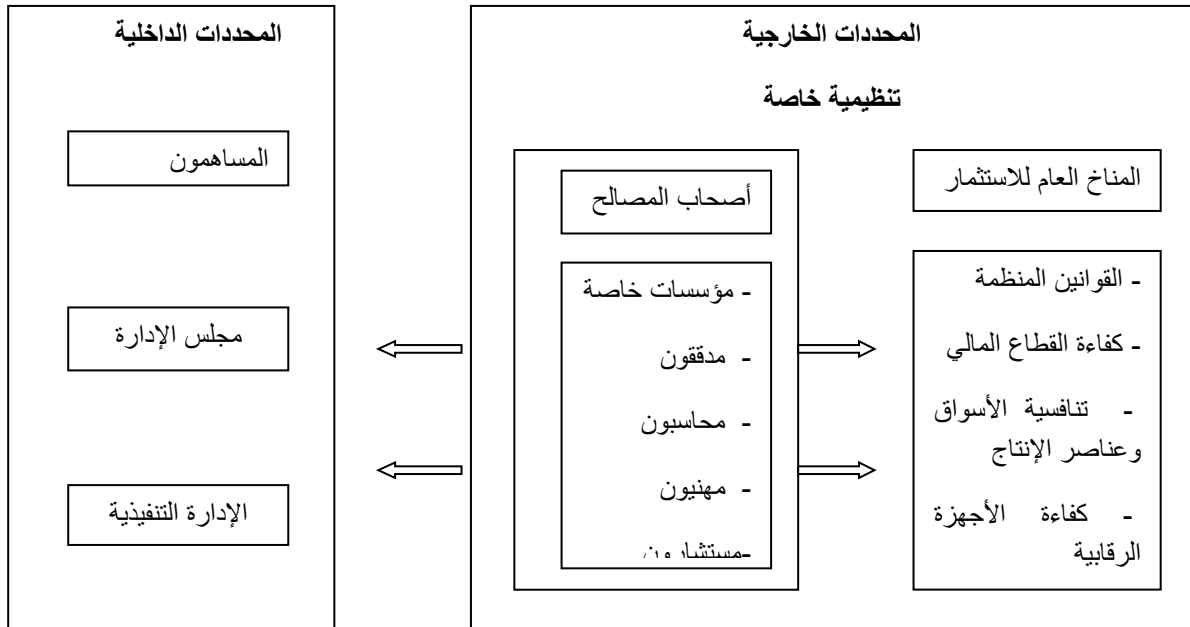 المحددات الخارجية
تنظيمية خاصة
المناخ العام للاستثمار
- القوانين المنظمة
- كفاءة القطاع المالي
- تنافسية الأسواق
وعناصر الإنتاج
- كفاءة الأجهزة
الرقابية
أصحاب المصالح
- مؤسسات خاصة
- مدققون
- محاسبون
- مهنيون
-مستشارون
المحددات الداخلية
المساهمون
مجلس الإدارة
الإدارة التنفيذية